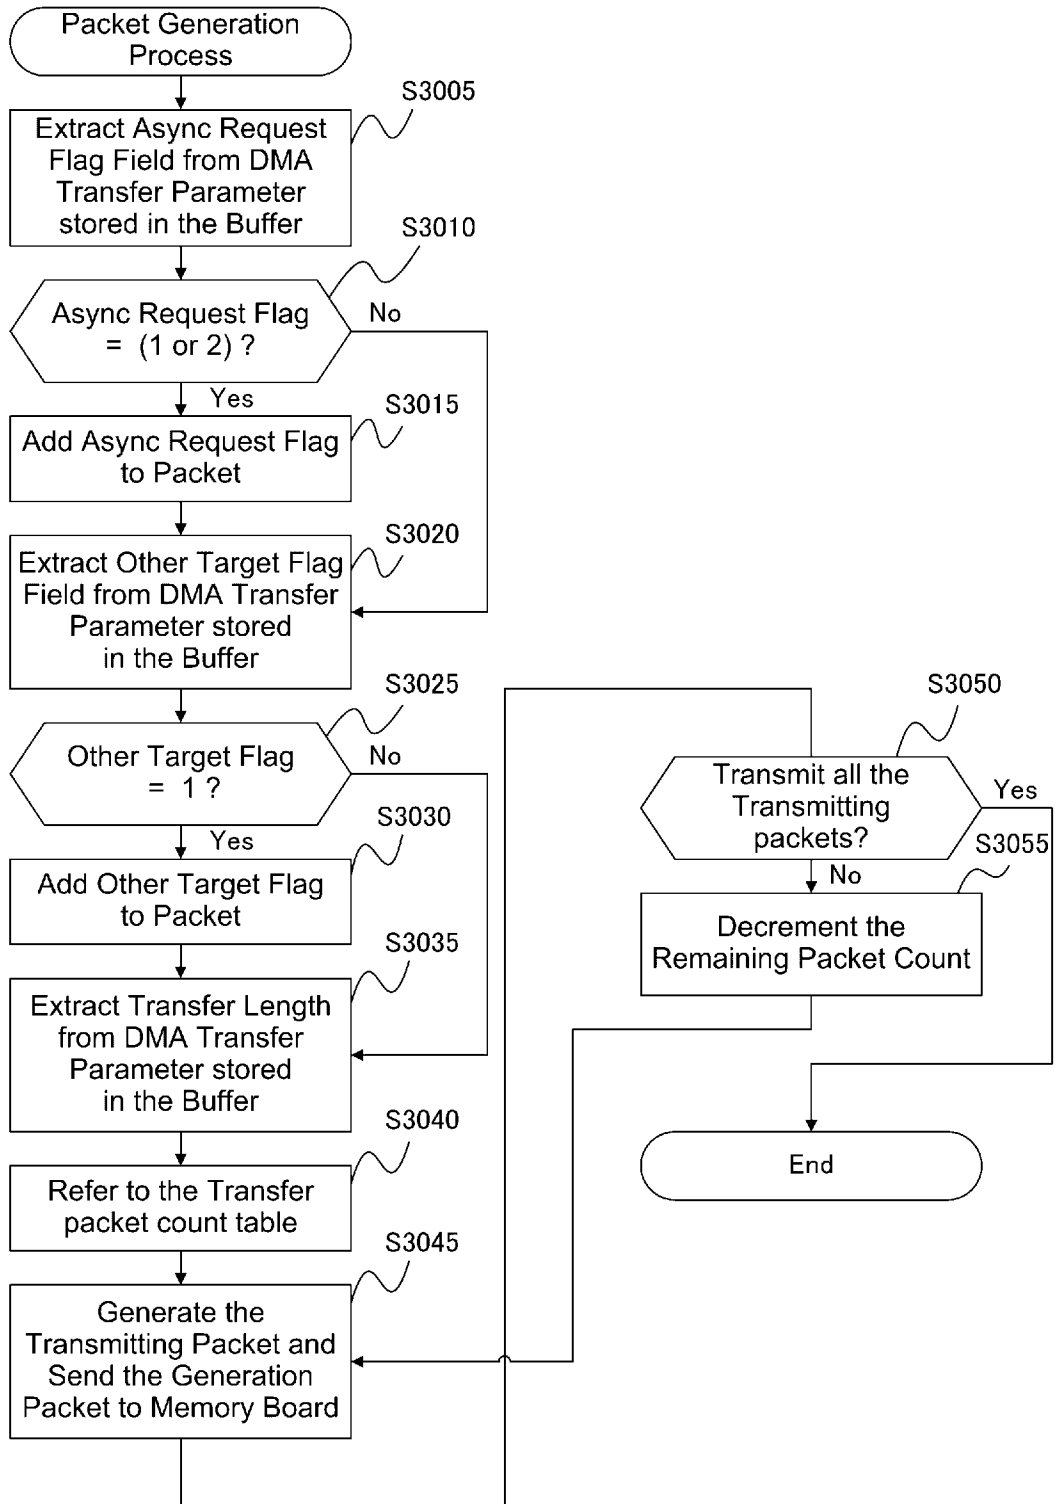 Packet Generation
Process
S3005
Extract Async Request
Flag Field from DMA
Transfer Parameter
stored in the Buffer
S3010
Async Request Flag
= (1 or 2) ?
No
Yes
S3015
Add Async Request Flag
to Packet
S3020
Extract Other Target Flag
Field from DMA Transfer
Parameter stored
in the Buffer
S3025
Other Target Flag
= 1 ?
No
Yes
S3030
Add Other Target Flag
to Packet
S3035
Extract Transfer Length
from DMA Transfer
Parameter stored
in the Buffer
S3040
Refer to the Transfer
packet count table
S3045
Generate the
Transmitting Packet and
Send the Generation
Packet to Memory Board
S3050
Transmit all the
Transmitting
packets?
Yes
No
S3055
Decrement the
Remaining Packet Count
End